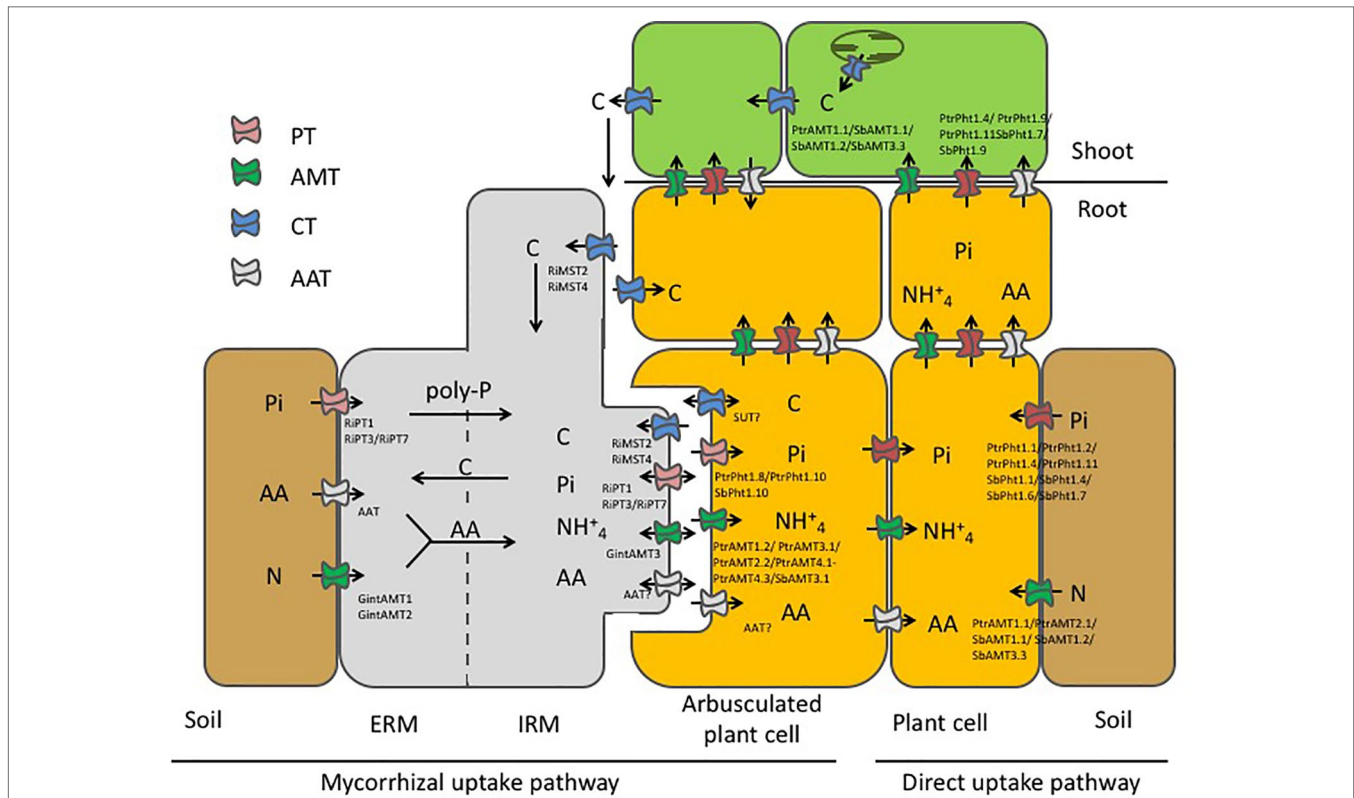 C
C
PtrAMT1.1/SbAMT1.1/
SbAMT1.2/SbAMT3.3
PtrPht1.4/ PtrPht1.9/
PtrPht1.11SbPht1.7/
SbPht1.9
Shoot
Root
PT
AMT
CT
AAT
C
RiMST2
RiMST4
C
Pi
NH+4
AA
Pi
RiPT1
RiPT3/RiPT7
AA
AAT
N
GintAMT1
GintAMT2
poly-P
C
AA
C
Pi
NH+4
AA
RiMST2
RiMST4
RiPT1
RiPT3/RiPT7
GintAMT3
AAT?
SUT?
C
Pi
PtrPht1.8/PtrPht1.10
SbPht1.10
NH+4
PtrAMT1.2/ PtrAMT3.1/
PtrAMT2.2/PtrAMT4.1-
PtrAMT4.3/SbAMT3.1
AA
AAT?
Pi
NH+4
AA
Pi
PtrPht1.1/PtrPht1.2/
PtrPht1.4/PtrPht1.11
SbPht1.1/SbPht1.4/
SbPht1.6/SbPht1.7
N
PtrAMT1.1/PtrAMT2.1/
SbAMT1.1/ SbAMT1.2/
SbAMT3.3
Soil
ERM
IRM
Arbusculated
plant cell
Plant cell
Soil
Mycorrhizal uptake pathway
Direct uptake pathway